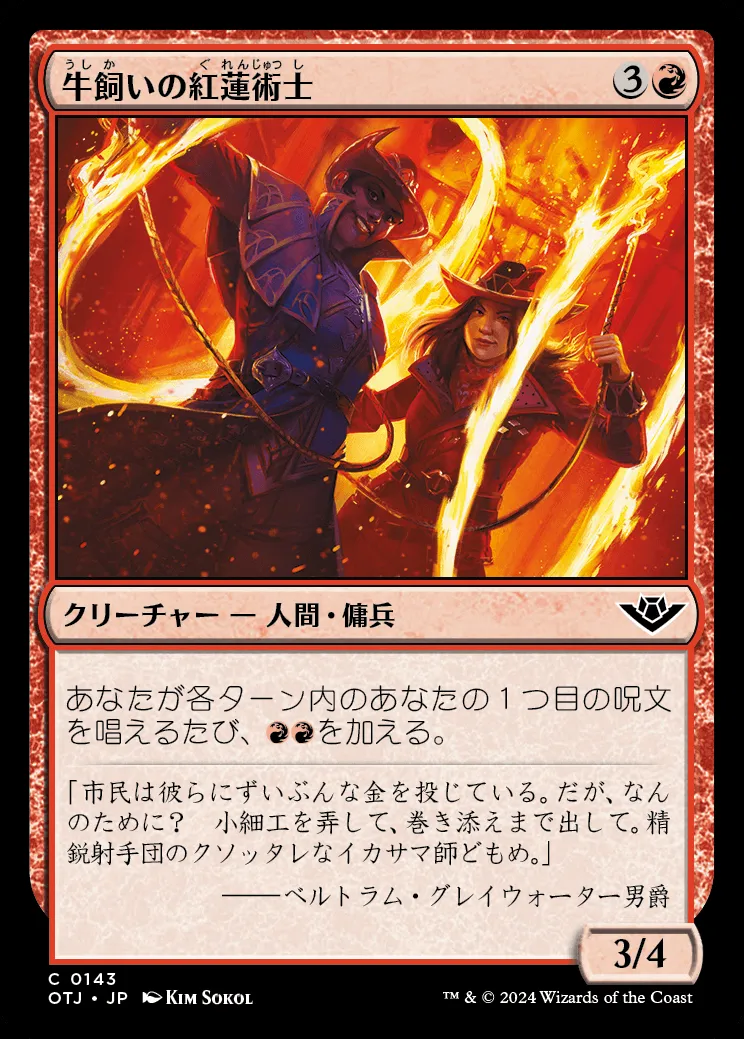 うしか ぐれんじゅつし
牛飼いの紅蓮術士 3
クリーチャー — 人間・傭兵
あなたが各ターン内のあなたの1つ目の呪文
を唱えるたび、を加える。
「市民は彼らにずいぶんな金を投じている。だが、なん
のために? 小細工を弄して、巻き添えまで出して。精
鋭射手団のクソッタレなイカサマ師どもめ。」
——ベルトラム・グレイウォーター男爵
3/4
C 0143
OTJ・JP KIM SOKOL
™ & © 2024 Wizards of the Coast